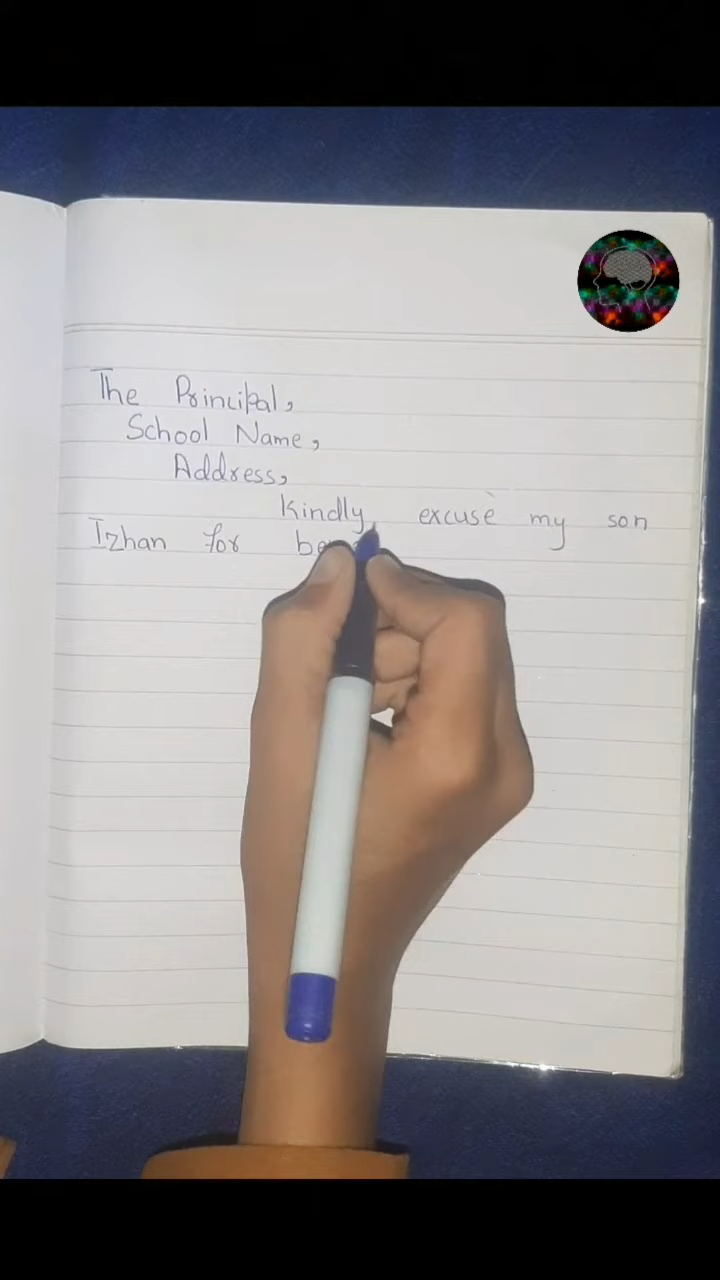 The Principal,
School Name,
Address,
Kindly excuse my son
Izhan for